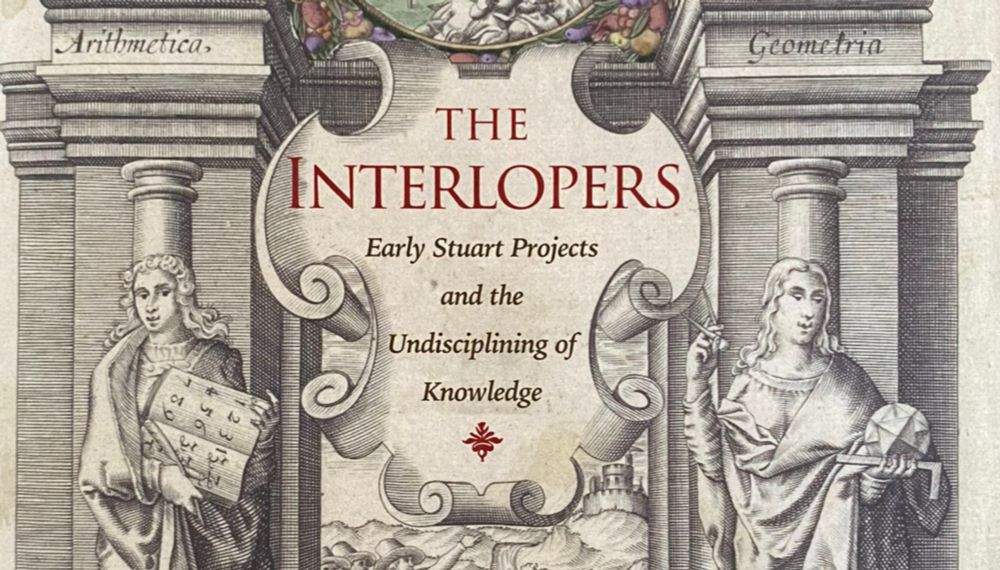 Arithmetica,
Geometria
THE
INTERLOPERS
Early Stuart Projects
and the
Undisciplining of
Knowledge